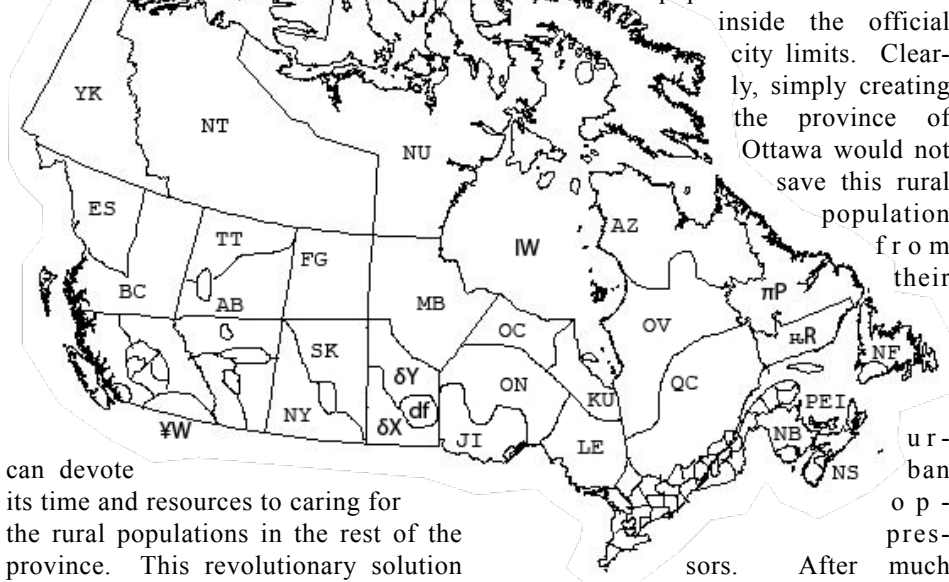 inside the official
city limits. Clear-
ly, simply creating
the province of
Ottawa would not
save this rural
population
from
their
YK
NT
NU
ES
TT
FG
IW
AZ
BC
AB
MB
OC
OV
πP
SK
δY
ON
QC
NF
NY
δX
df
JI
KU
LE
PEI
NB
NS
¥W
can devote
its time and resources to caring for
the rural populations in the rest of the
province. This revolutionary solution
ur-
ban
op-
pres-
sors. After much